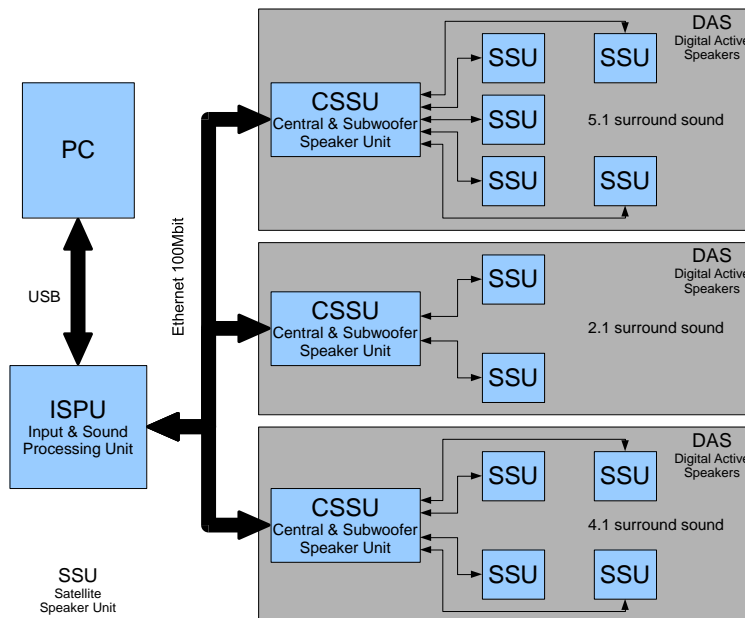 PC
USB
ISPU
Input & Sound
Processing Unit
SSU
Satellite
Speaker Unit
Ethernet 100Mbit
DAS
Digital Active
Speakers
CSSU
Central & Subwoofer
Speaker Unit
SSU
SSU
SSU
SSU
SSU
5.1 surround sound
DAS
Digital Active
Speakers
CSSU
Central & Subwoofer
Speaker Unit
SSU
SSU
2.1 surround sound
DAS
Digital Active
Speakers
CSSU
Central & Subwoofer
Speaker Unit
SSU
SSU
SSU
SSU
4.1 surround sound